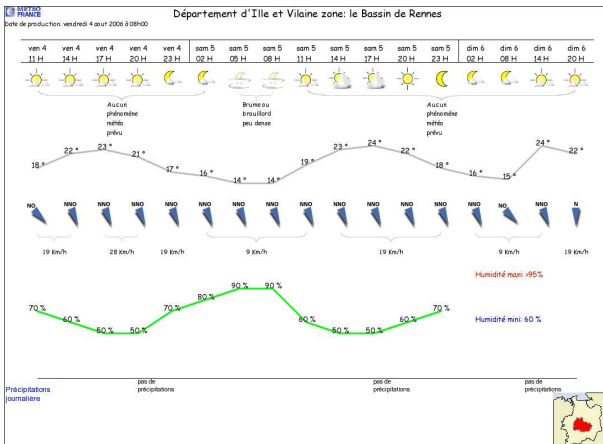 METEO FRANCE
Département d'Ille et Vilaine zone: le Bassin de Rennes
Date de production: vendredi 4 aout 2006 à 08h00
ven 4 ven 4 ven 4 ven 4 ven 4 sam 5 sam 5 sam 5 sam 5 sam 5 sam 5 sam 5 sam 5 dim 6 dim 6 dim 6 dim 6
11 H 14 H 17 H 20 H 23 H 02 H 05 H 08 H 11 H 14 H 17 H 20 H 23 H 02 H 08 H 14 H 20 H
Aucun Brume ou Aucun
phénomène brouillard phénomène
météo peu dense météo
prévu prévu
18 ° 22 ° 23 ° 21 ° 17 ° 16 ° 14 ° 14 ° 19 ° 23 ° 24 ° 22 ° 18 ° 16 ° 15 ° 24 ° 22 °
NO NNO NNO NNO NNO NNO NNO NNO NNO NNO NNO NNO NNO NNO NO NNO N
19 Km/h 28 Km/h 19 Km/h 9 Km/h 19 Km/h 9 Km/h 19 Km/h
Humidité maxi >95%
70 % 60 % 50 % 50 % 70 % 80 % 90 % 90 % 60 % 50 % 50 % 60 % 70 %
Humidité mini: 60 %
Précipitations journalière
pas de pas de pas de
précipitations précipitations précipitations